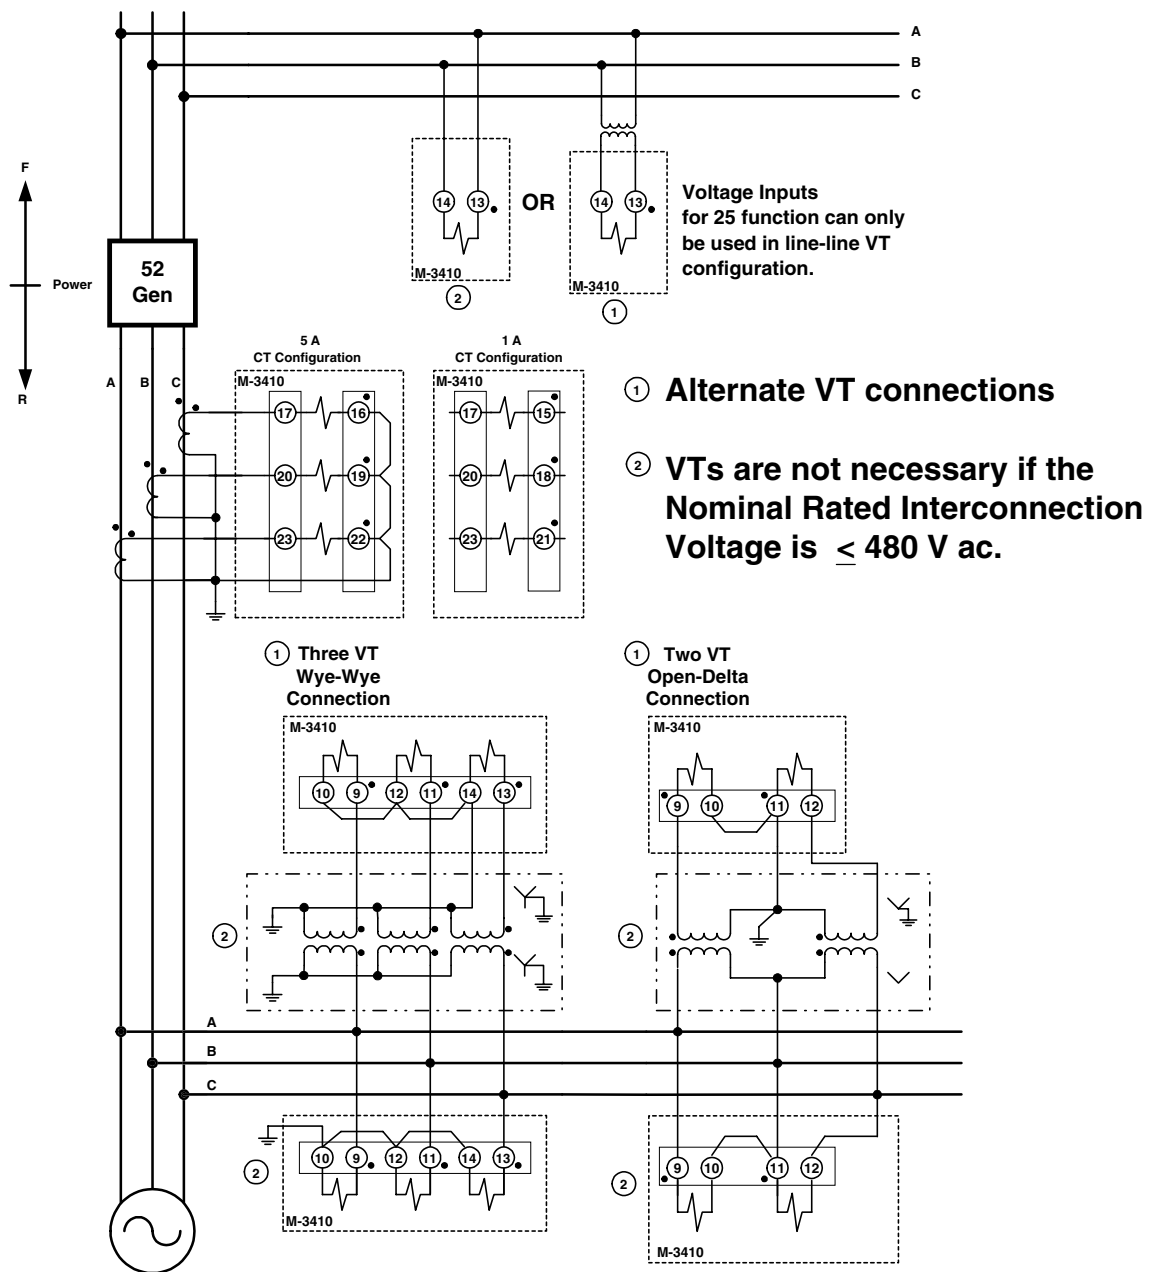 A
B
C
F
Power
R
52
Gen
14 13
M-3410
2
OR
14 13
M-3410
1
Voltage Inputs
for 25 function can only
be used in line-line VT
configuration.
A B C
5 A
CT Configuration
M-3410
17 16
20 19
23 22
1 A
CT Configuration
M-3410
17 15
20 18
23 21
1 Alternate VT connections
2 VTs are not necessary if the
Nominal Rated Interconnection
Voltage is ≤ 480 V ac.
1 Three VT
Wye-Wye
Connection
M-3410
10 9 12 11 14 13
2
1 Two VT
Open-Delta
Connection
M-3410
9 10 11 12
2
A
B
C
10 9 12 11 14 13
2
M-3410
9 10 11 12
2
M-3410